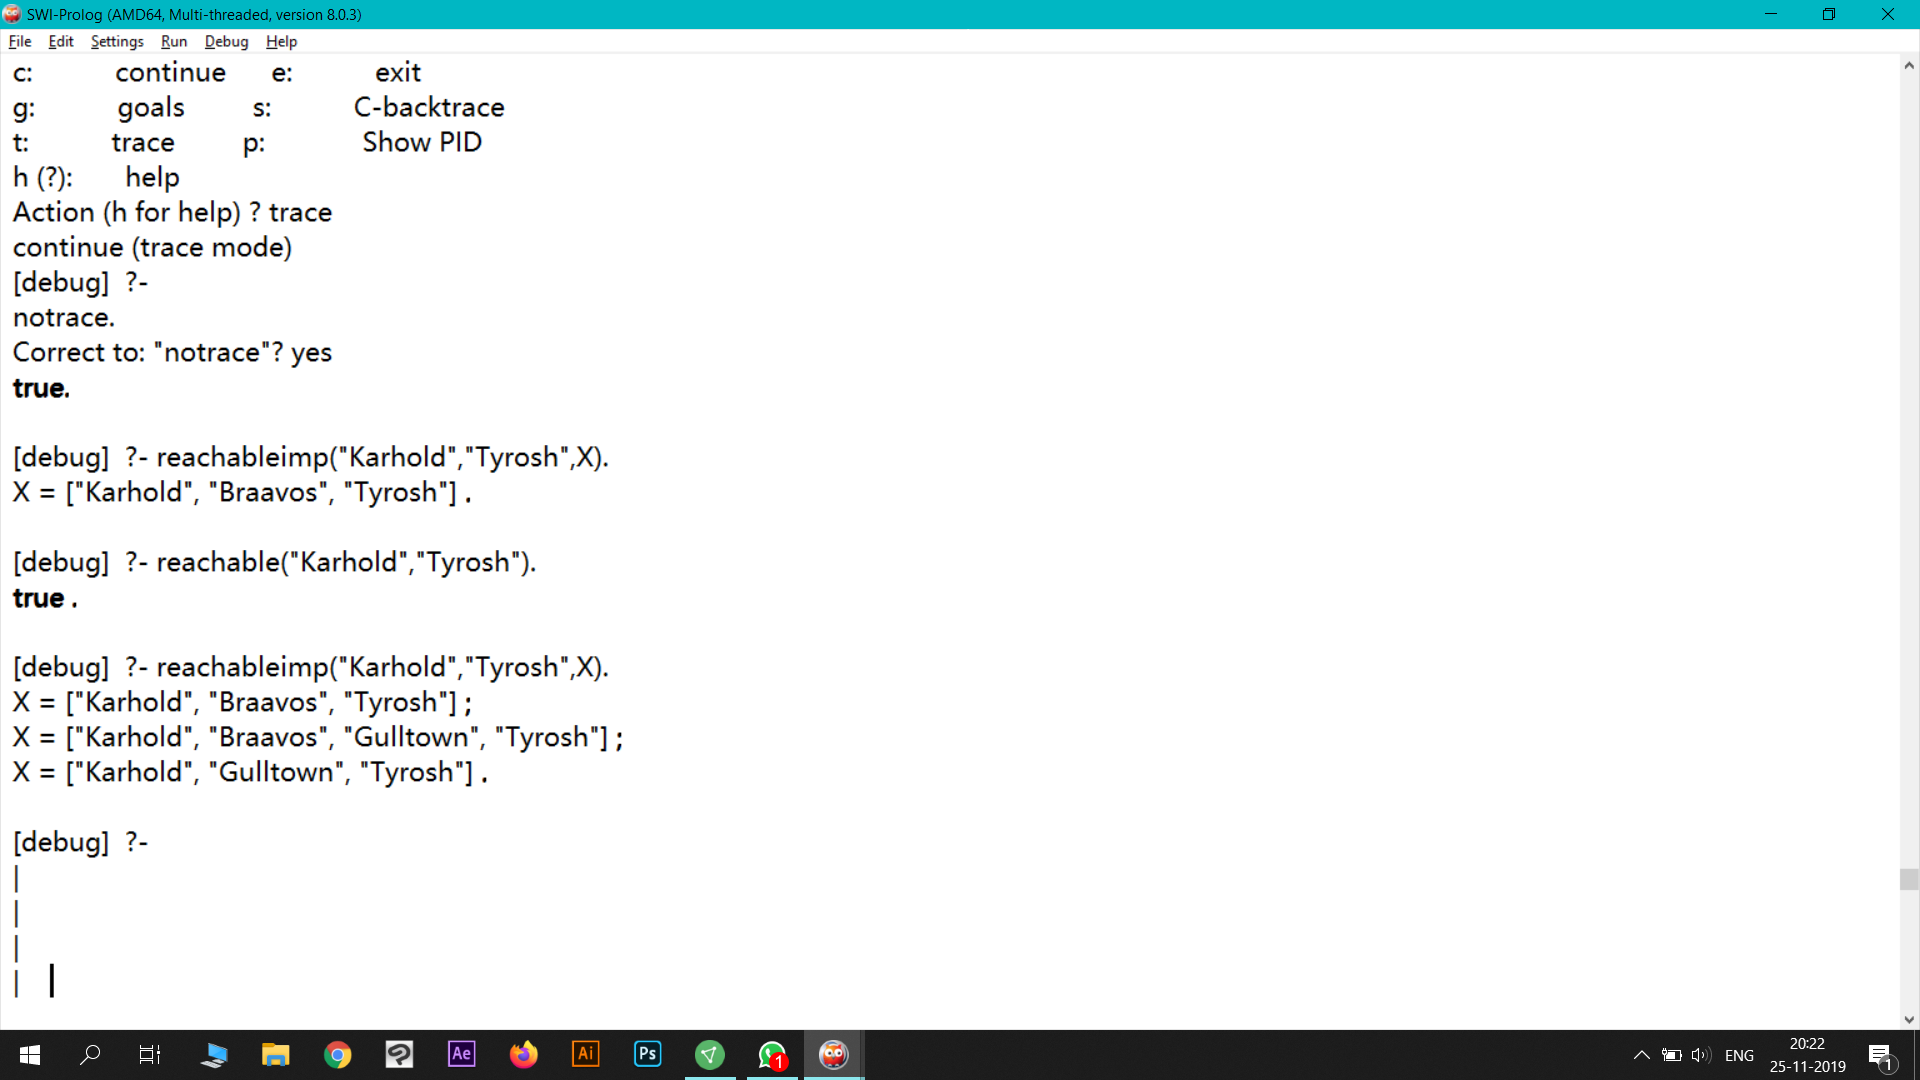 SWI-Prolog (AMD64, Multi-threaded, version 8.0.3)
File Edit Settings Run Debug Help
c: continue e: exit
g: goals s: C-backtrace
t: trace p: Show PID
h (?): help
Action (h for help) ? trace
continue (trace mode)
[debug] ?-
notrace.
Correct to: "notrace"? yes
true.
[debug] ?- reachableimp("Karhold","Tyrosh",X).
X = ["Karhold", "Braavos", "Tyrosh"] .
[debug] ?- reachable("Karhold","Tyrosh").
true .
[debug] ?- reachableimp("Karhold","Tyrosh",X).
X = ["Karhold", "Braavos", "Tyrosh"] ;
X = ["Karhold", "Braavos", "Gulltown", "Tyrosh"] ;
X = ["Karhold", "Gulltown", "Tyrosh"] .
[debug] ?-
|
|
|
|
Ae Ai Ps 1 ENG 20:22 1
25-11-2019